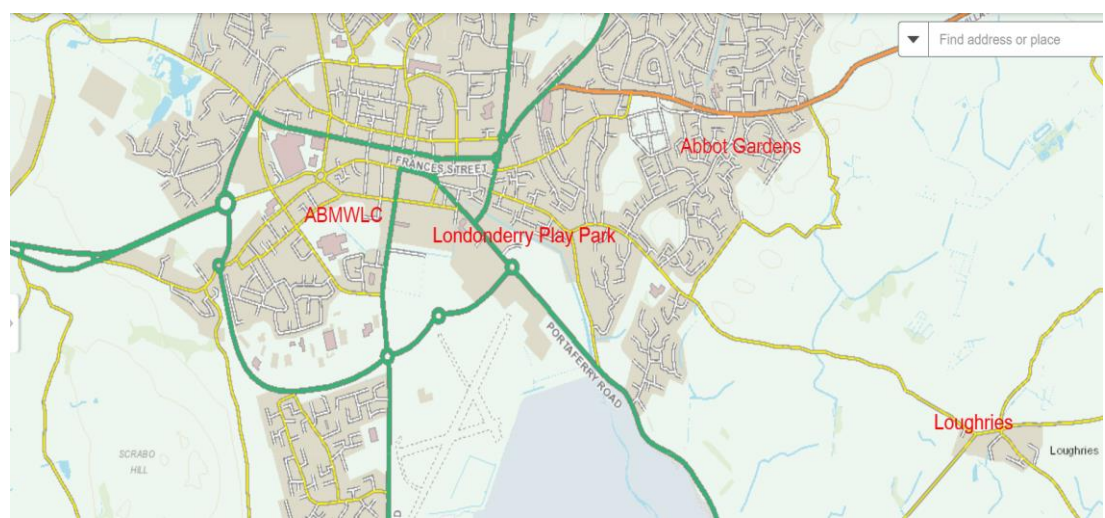 Find address or place
FRANCES STREET
Abbot Gardens
ABMWLC
Londonderry Play Park
PORTAFERRY ROAD
Loughries
Loughries
SCRABO
HILL